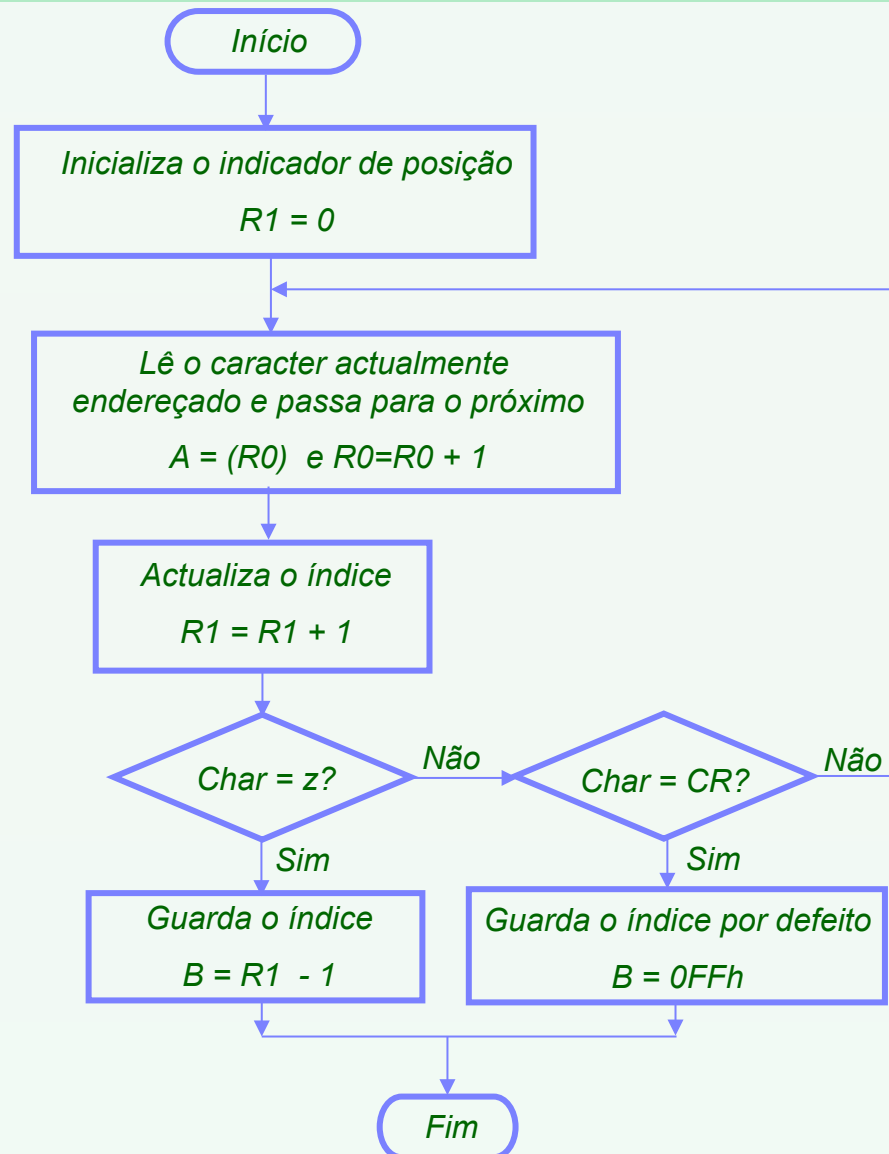 Início
Inicializa o indicador de posição
R1 = 0
Lê o caracter actualmente
endereçado e passa para o próximo
A = (R0) e R0=R0 + 1
Actualiza o índice
R1 = R1 + 1
Char = z?
Não
Char = CR?
Não
Sim
Sim
Guarda o índice
B = R1 - 1
Guarda o índice por defeito
B = 0FFh
Fim